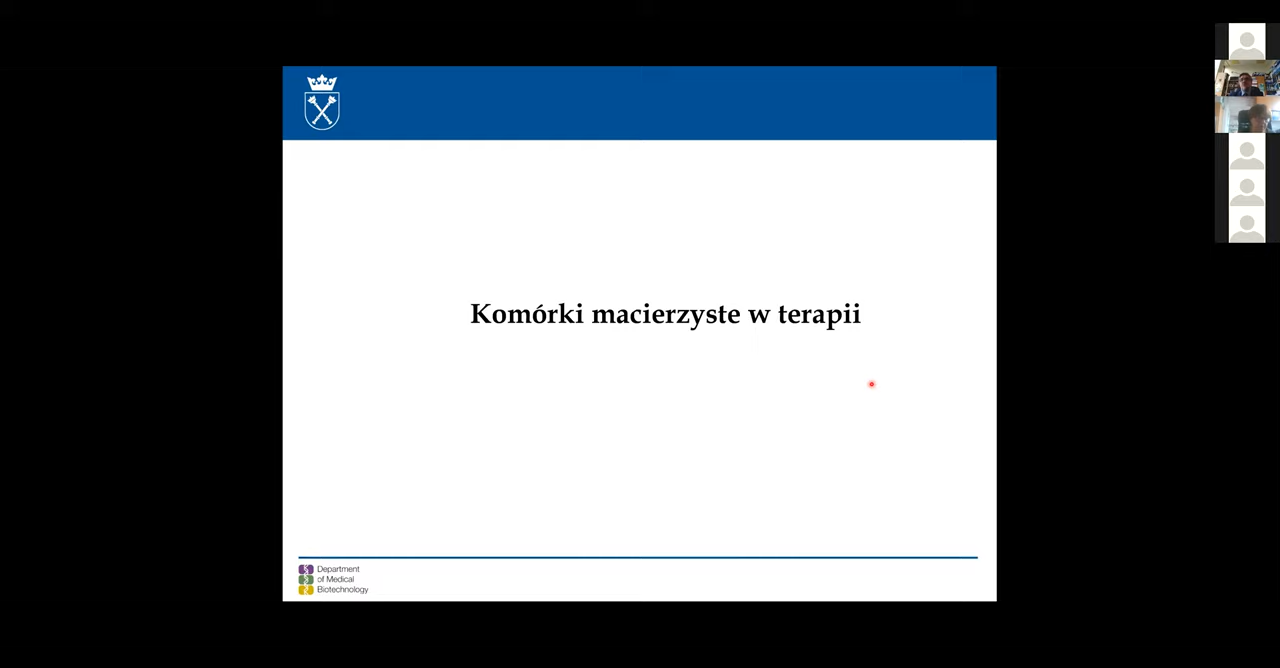 Komórki macierzyste w terapii
Department
of Medical
Biotechnology